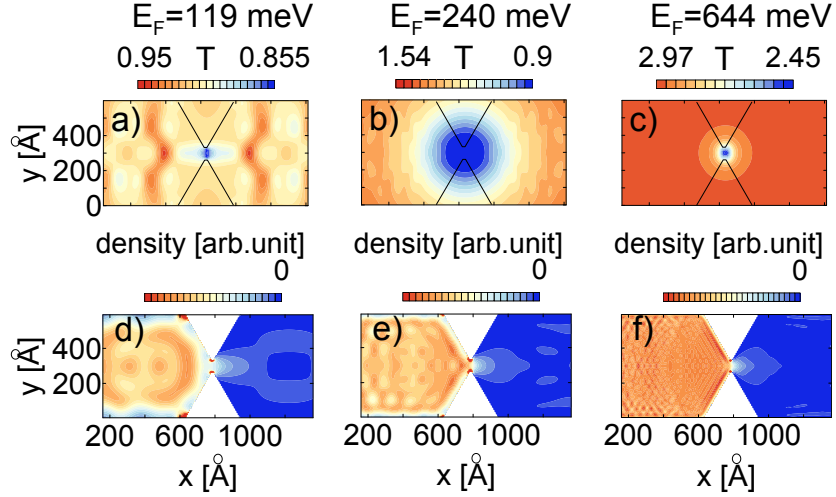 E_F=119 meV E_F=240 meV E_F=644 meV
0.95 T 0.855 1.54 T 0.9 2.97 T 2.45
a) b) c)
y [Å]
400
200
0
density [arb.unit] density [arb.unit] density [arb.unit]
0 0 0
d) e) f)
y [Å]
400
200
0
200 600 1000 200 600 1000 200 600 1000
x [Å] x [Å] x [Å]